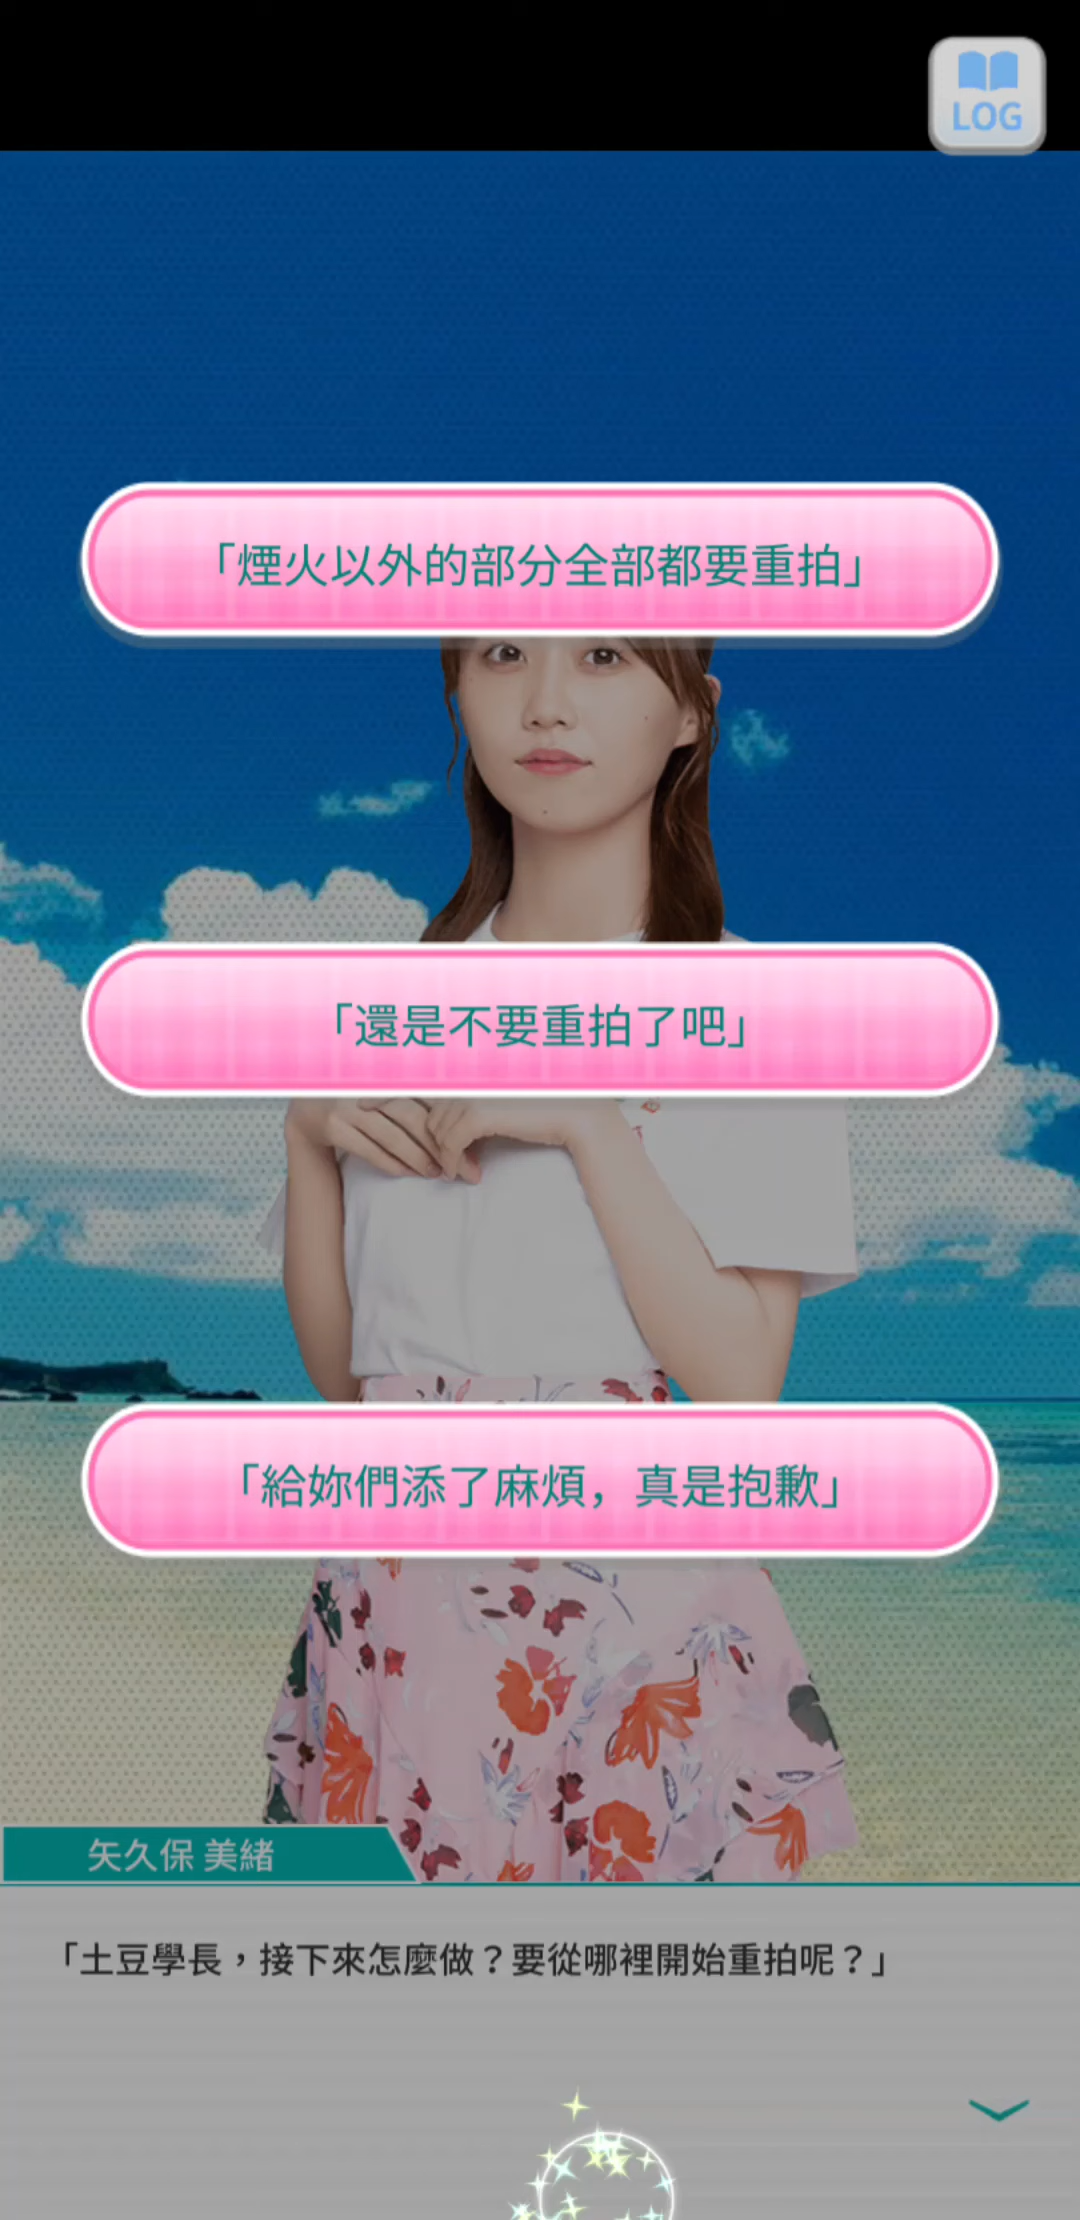 LOG
「煙火以外的部分全部都要重拍」
「還是不要重拍了吧」
「給妳們添了麻煩，真是抱歉」
矢久保 美緒
「土豆學長，接下來怎麼做？要從哪裡開始重拍呢？」